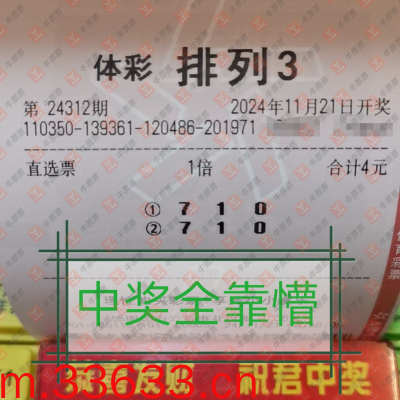 体彩 排列3
第 24312期 2024年11月21日开奖
110350-139361-120486-201971
直选票 1倍 合计4元
① 7 1 0
② 7 1 0
中奖全靠懵
祝君中奖
m.33633.cn